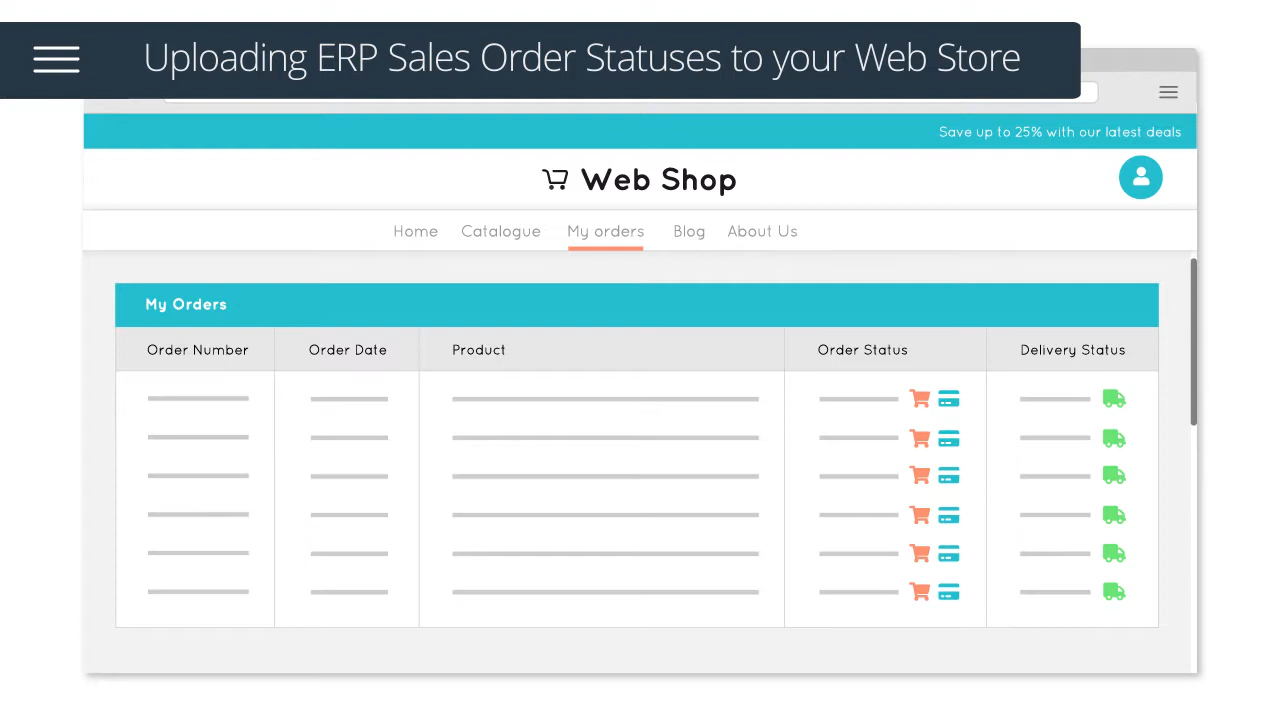 Uploading ERP Sales Order Statuses to your Web Store
Save up to 25% with our latest deals
Web Shop
Home Catalogue My orders Blog About Us
My Orders
Order Number Order Date Product Order Status Delivery Status